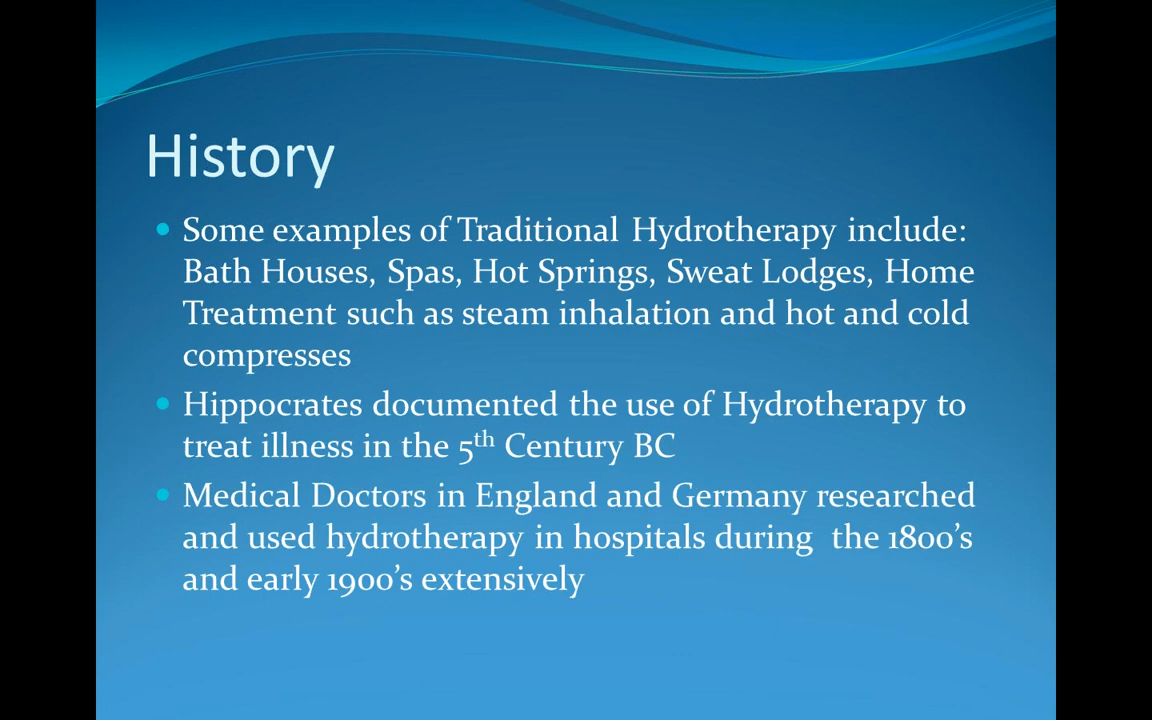 History
Some examples of Traditional Hydrotherapy include:
Bath Houses, Spas, Hot Springs, Sweat Lodges, Home
Treatment such as steam inhalation and hot and cold
compresses
Hippocrates documented the use of Hydrotherapy to
treat illness in the 5th Century BC
Medical Doctors in England and Germany researched
and used hydrotherapy in hospitals during  the 1800’s
and early 1900’s extensively